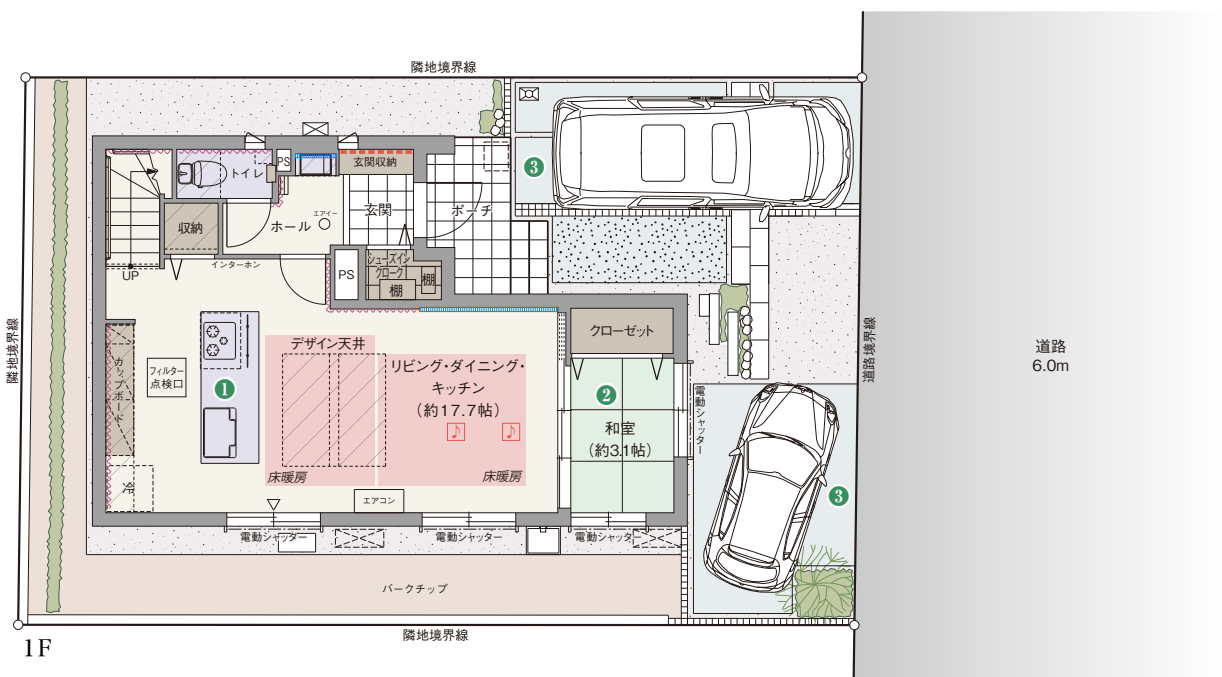 隣地境界線
隣地境界線
隣地境界線
道路境界線
道路
6.0m
トイレ
PS
玄関収納
収納
ホール
エアイー
玄関
ポーチ
❸
UP
インターホン
PS
シューズイン
クローク
棚
棚
クローゼット
デザイン天井
リビング・ダイニング・
キッチン
(約17.7帖)
♪
♪
カップボード
フィルター
点検口
❶
❷
和室
(約3.1帖)
電動シャッター
冷
床暖房
床暖房
エアコン
❸
電動シャッター
電動シャッター
電動シャッター
バークチップ
1F